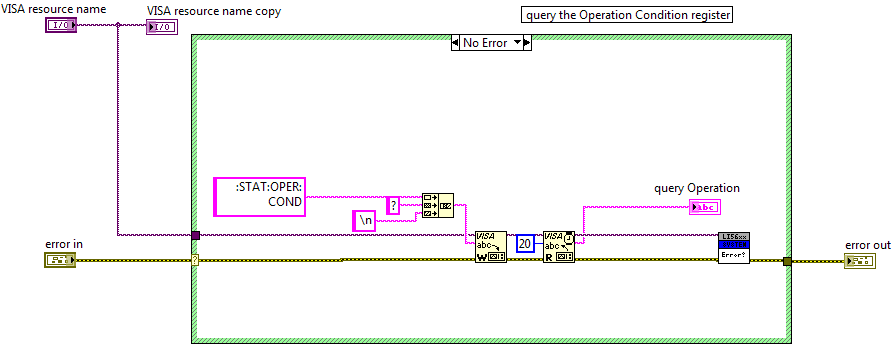 VISA resource name
VISA resource name copy
query the Operation Condition register
I/O
I/O
No Error
:STAT:OPER:
COND
?
\n
query Operation
abc
VISA
abc
W
20
VISA
abc
R
LIS6xx
Error?
error in
?
error out